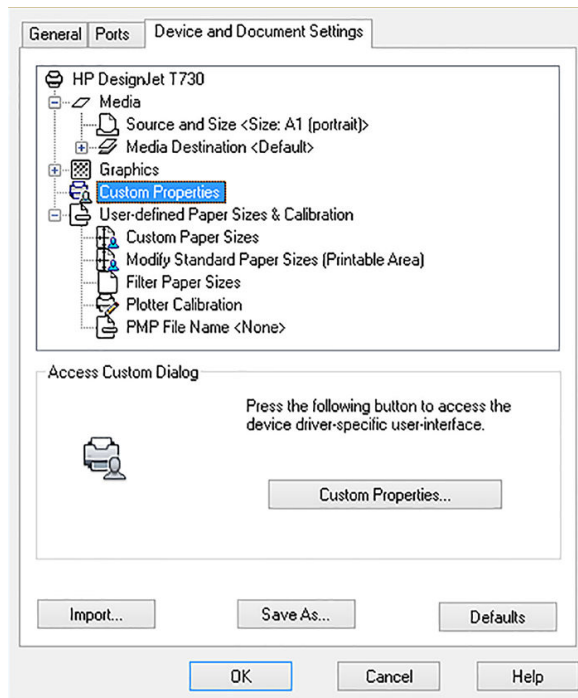 General Ports Device and Document Settings
HP DesignJet T730
Media
Source and Size <Size: A1 (portrait)>
Media Destination <Default>
Graphics
Custom Properties
User-defined Paper Sizes & Calibration
Custom Paper Sizes
Modify Standard Paper Sizes (Printable Area)
Filter Paper Sizes
Plotter Calibration
PMP File Name <None>
Access Custom Dialog
Press the following button to access the
device driver-specific user-interface.
Custom Properties...
Import... Save As... Defaults
OK Cancel Help